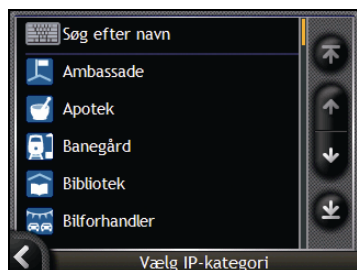 Søg efter navn
Ambassade
Apotek
Banegård
Bibliotek
Bilforhandler
Vælg IP-kategori